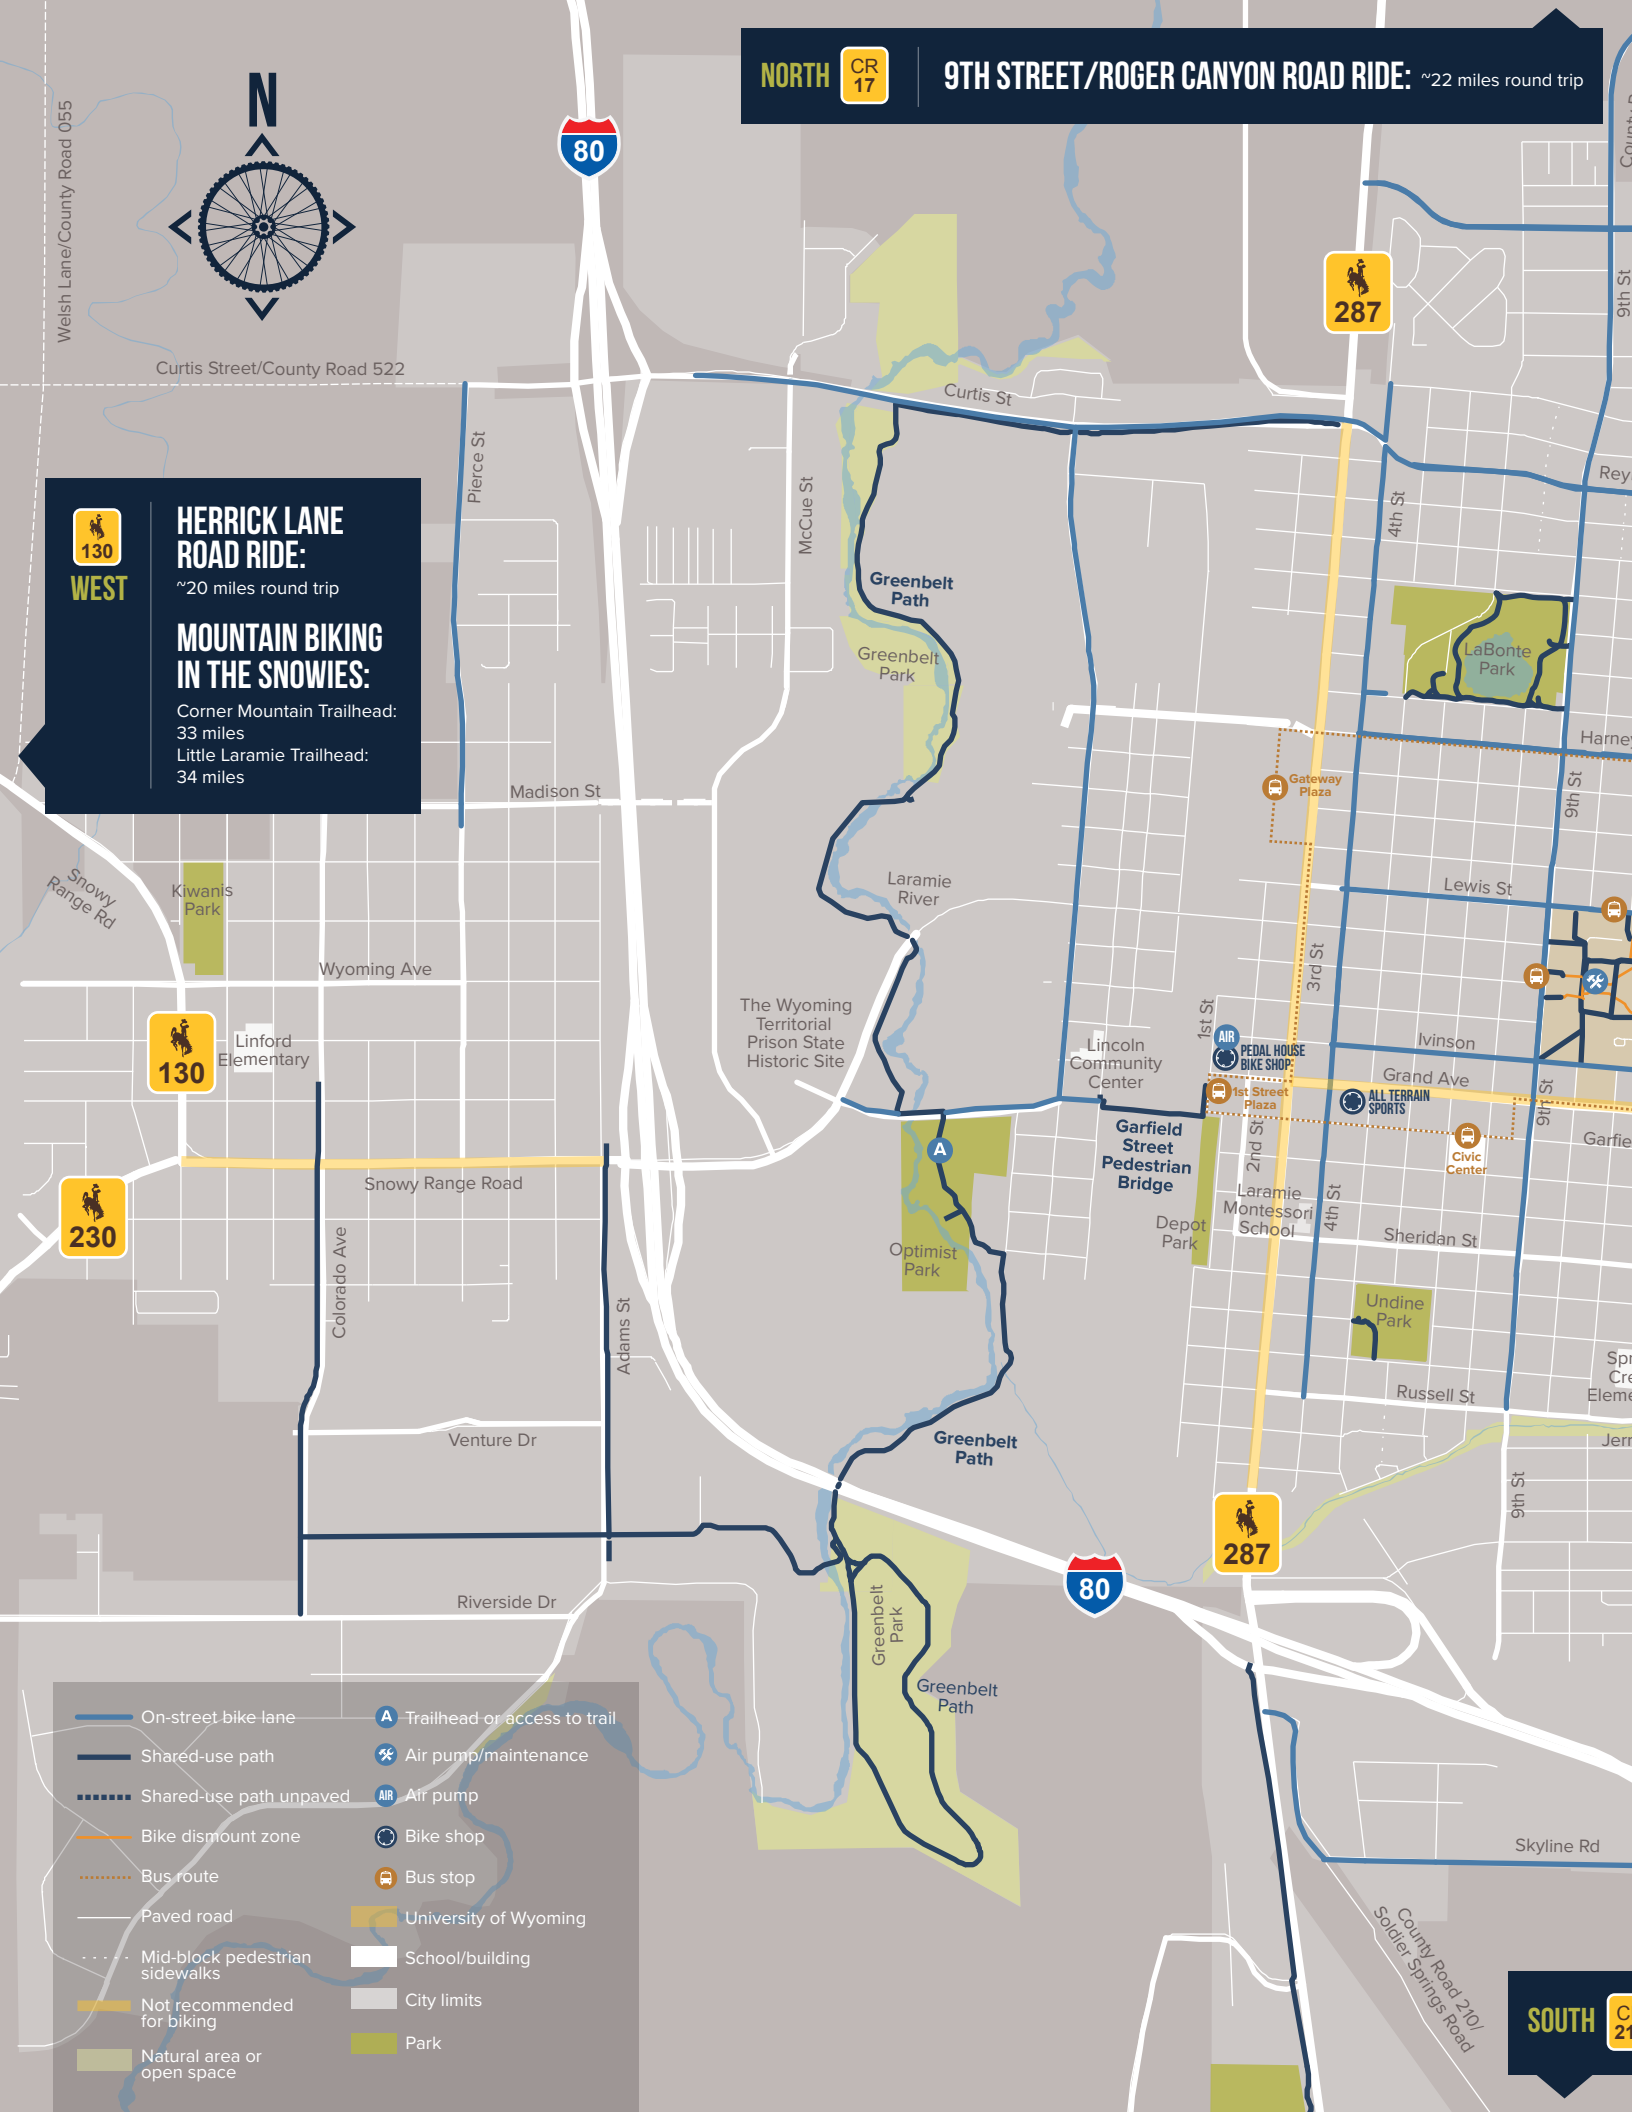 NORTH
CR
17
9TH STREET/ROGER CANYON ROAD RIDE: ~22 miles round trip
N
80
Welsh Lane/County Road 055
287
9th St
Curtis Street/County Road 522
Curtis St
Pierce St
McCue St
4th St
130
WEST
HERRICK LANE
ROAD RIDE:
~20 miles round trip
MOUNTAIN BIKING
IN THE SNOWIES:
Corner Mountain Trailhead:
33 miles
Little Laramie Trailhead:
34 miles
Greenbelt
Path
Greenbelt
Park
LaBonte
Park
Harney
Gateway
Plaza
9th St
Madison St
Snowy
Range Rd
Kiwanis
Park
Laramie
River
Lewis St
Wyoming Ave
3rd St
The Wyoming
Territorial
Prison State
Historic Site
1st St
AIR
PEDAL HOUSE
BIKE SHOP
Lincoln
Community
Center
Ivinson
Linford
Elementary
130
Grand Ave
1st Street
Plaza
ALL TERRAIN
SPORTS
9th St
A
Garfield
Street
Pedestrian
Bridge
2nd St
Civic
Center
Garfie
Snowy Range Road
230
Laramie
Montessori
School
4th St
Depot
Park
Sheridan St
Optimist
Park
Colorado Ave
Adams St
Undine
Park
Spr
Cre
Eleme
Russell St
Venture Dr
Greenbelt
Path
Jerr
9th St
287
80
Riverside Dr
Greenbelt
Park
Greenbelt
Path
On-street bike lane
Shared-use path
Shared-use path unpaved
Bike dismount zone
Bus route
Paved road
Mid-block pedestrian
sidewalks
Not recommended
for biking
Natural area or
open space
A
Trailhead or access to trail
Air pump/maintenance
AIR
Air pump
Bike shop
Bus stop
University of Wyoming
School/building
City limits
Park
Skyline Rd
County Road 210/
Soldier Springs Road
SOUTH
C
21